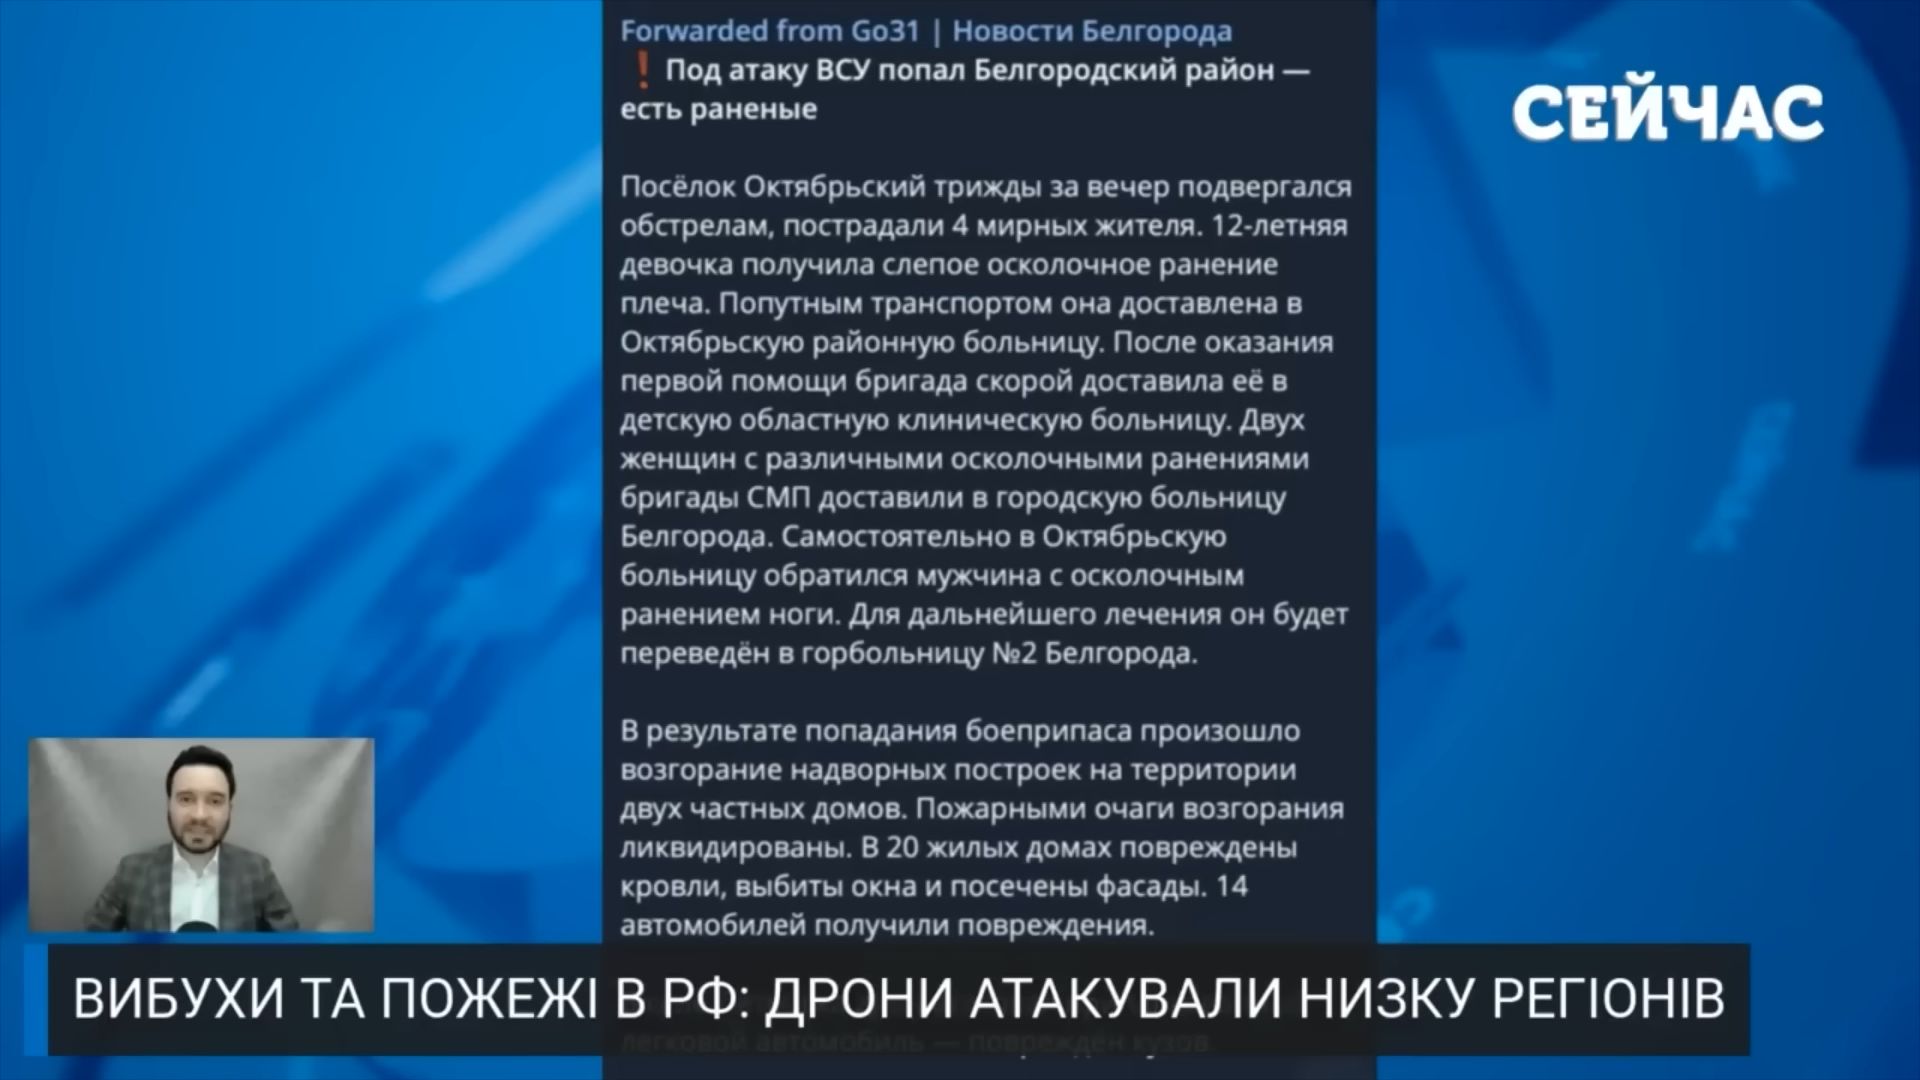 Forwarded from Go31 | Новости Белгорода
❗ Под атаку ВСУ попал Белгородский район —
есть раненые
СЕЙЧАС
Посёлок Октябрьский трижды за вечер подвергался
обстрелам, пострадали 4 мирных жителя. 12-летняя
девочка получила слепое осколочное ранение
плеча. Попутным транспортом она доставлена в
Октябрьскую районную больницу. После оказания
первой помощи бригада скорой доставила её в
детскую областную клиническую больницу. Двух
женщин с различными осколочными ранениями
бригады СМП доставили в городскую больницу
Белгорода. Самостоятельно в Октябрьскую
больницу обратился мужчина с осколочным
ранением ноги. Для дальнейшего лечения он будет
переведён в горбольницу №2 Белгорода.
В результате попадания боеприпаса произошло
возгорание надворных построек на территории
двух частных домов. Пожарными очаги возгорания
ликвидированы. В 20 жилых домах повреждены
кровли, выбиты окна и посечены фасады. 14
автомобилей получили повреждения.
ВИБУХИ ТА ПОЖЕЖІ В РФ: ДРОНИ АТАКУВАЛИ НИЗКУ РЕГІОНІВ
легковой автомобиль — повреждён кузов.